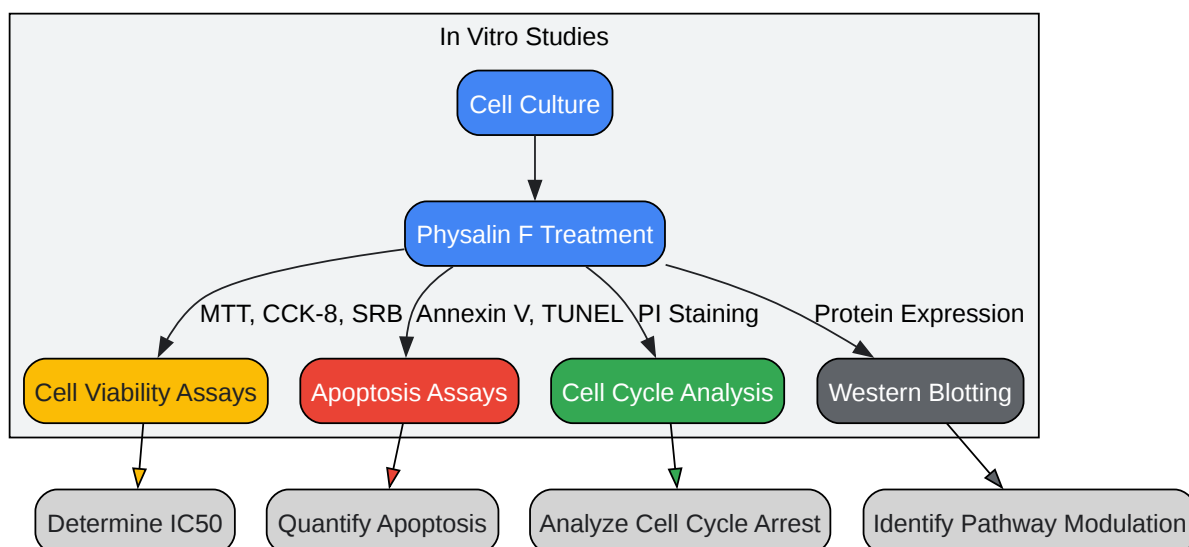 In Vitro Studies
Cell Culture
Physalin F Treatment
MTT, CCK-8, SRB
Annexin V, TUNEL
PI Staining
Protein Expression
Cell Viability Assays
Apoptosis Assays
Cell Cycle Analysis
Western Blotting
Determine IC50
Quantify Apoptosis
Analyze Cell Cycle Arrest
Identify Pathway Modulation